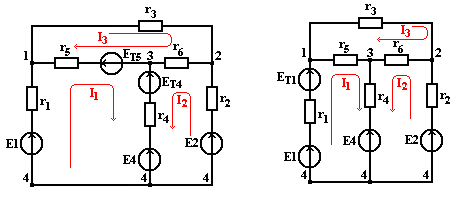 r3
I3
1 r5 ET5 3 r6 2
ET4
r1 I1 I2 r2
r4
E1 E4 E2
4 4 4
r3
I3
1 r5 3 r6 2
ET1
I1 I2
r4 r2
r1
E1 E4 E2
4 4 4